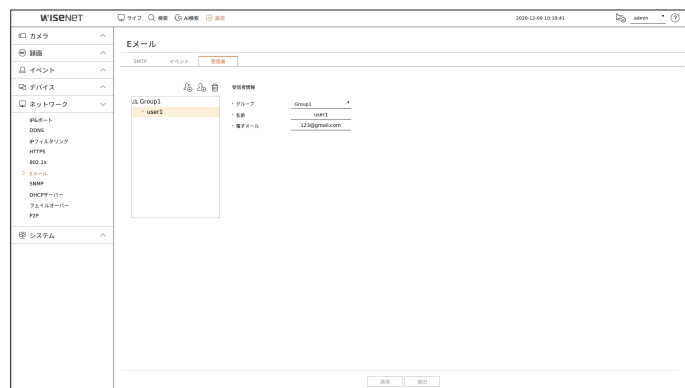 WISENET
ライブ 検索 AI検索 設定
2020-12-09 10:19:41
admin
カメラ
録画
イベント
デバイス
ネットワーク
IP&ポート
DDNS
IPフィルタリング
HTTPS
802.1x
Eメール
SNMP
DHCPサーバー
フェイルオーバー
P2P
システム
Eメール
SMTP イベント 受信者
Group1
user1
受信者情報
グループ Group1
名前 user1
電子メール 123@gmail.com
適用